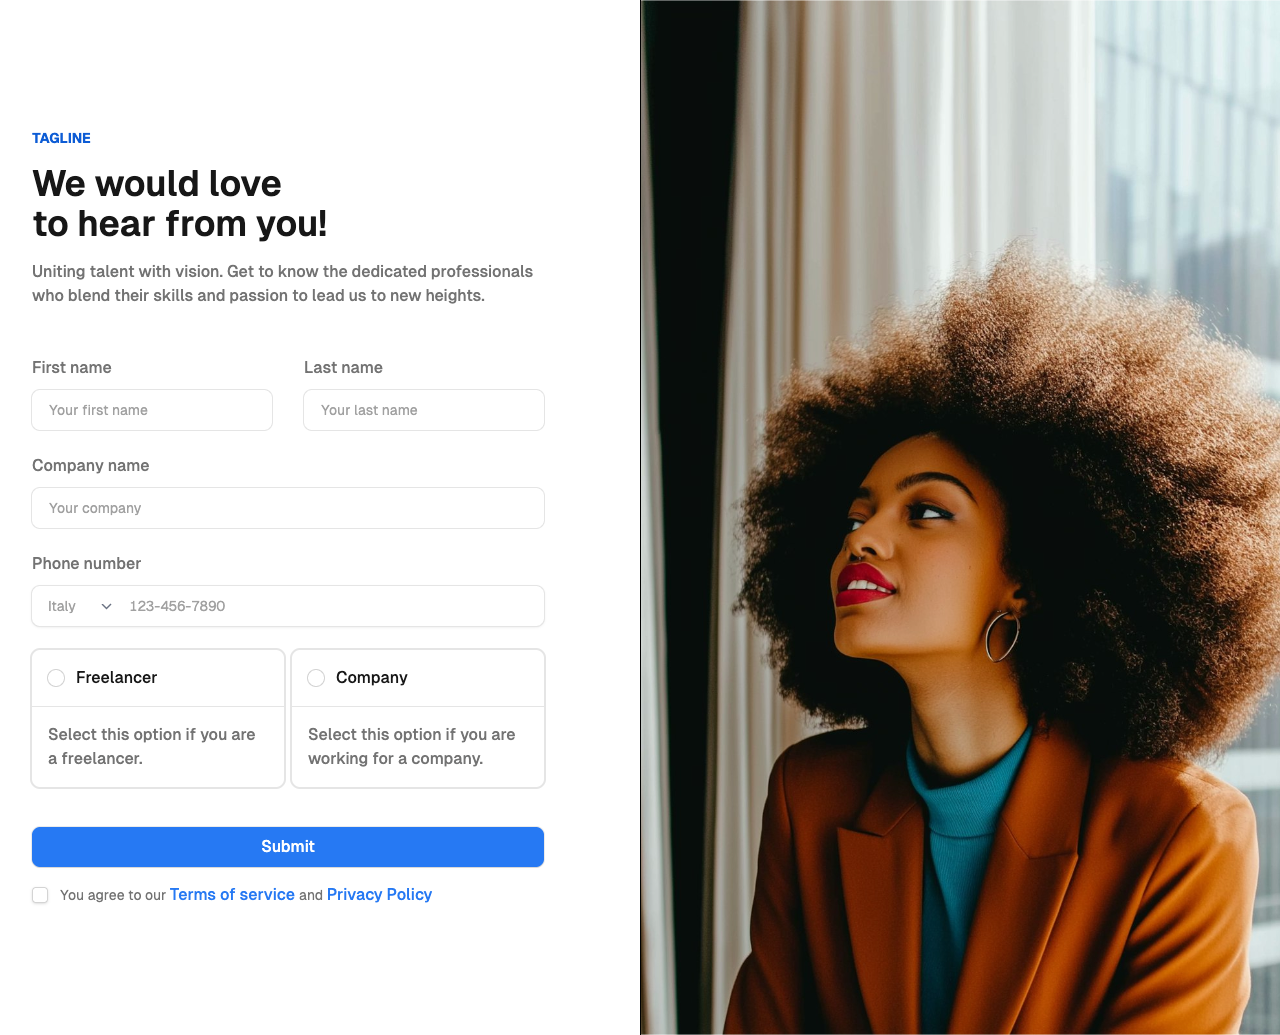 TAGLINE
We would love
to hear from you!
Uniting talent with vision. Get to know the dedicated professionals
who blend their skills and passion to lead us to new heights.
First name
Last name
Your first name
Your last name
Company name
Your company
Phone number
Italy
123-456-7890
Freelancer
Company
Select this option if you are
a freelancer.
Select this option if you are
working for a company.
Submit
You agree to our Terms of service and Privacy Policy